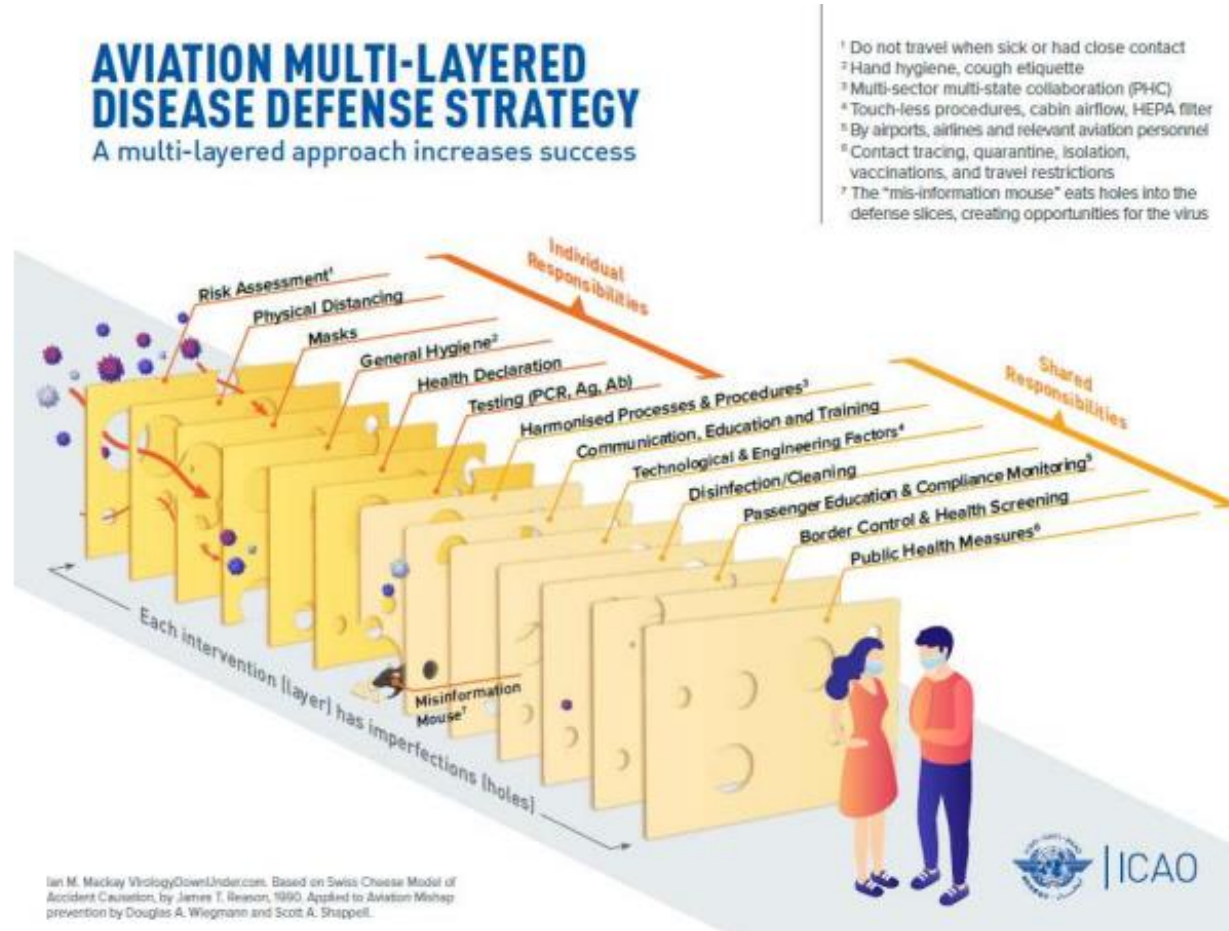 AVIATION MULTI-LAYERED
DISEASE DEFENSE STRATEGY
A multi-layered approach increases success
¹ Do not travel when sick or had close contact
² Hand hygiene, cough etiquette
³ Multi-sector multi-state collaboration (PHC)
⁴ Touch-less procedures, cabin airflow, HEPA filter
⁵ By airports, airlines and relevant aviation personnel
⁶ Contact tracing, quarantine, isolation,
vaccinations, and travel restrictions
⁷ The "mis-information mouse" eats holes into the
defense slices, creating opportunities for the virus
Individual
Responsibilities
Risk Assessment¹
Physical Distancing
Masks
General Hygiene²
Health Declaration
Testing (PCR, Ag, Ab)
Shared
Responsibilities
Harmonised Processes & Procedures³
Communication, Education and Training
Technological & Engineering Factors⁴
Disinfection/Cleaning
Passenger Education & Compliance Monitoring⁵
Border Control & Health Screening
Public Health Measures⁶
Misinformation
Mouse⁷
Each intervention (layer) has imperfections (holes)
Ian M. Mackay VirologyDownUnder.com. Based on Swiss Cheese Model of
Accident Causation, by James T. Reason, 1990. Applied to Aviation Mishap
prevention by Douglas A. Wiegmann and Scott A. Shappell.
ICAO